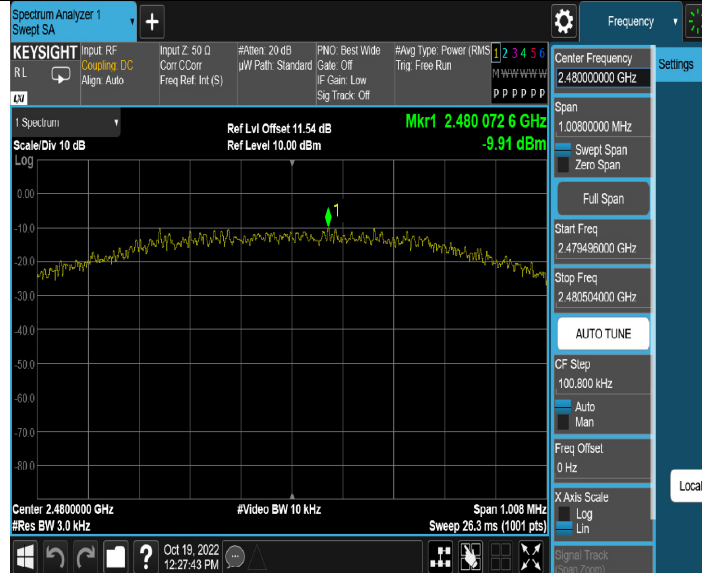 Spectrum Analyzer 1
Swept SA
+
Frequency
KEYSIGHT
RL
LXI
Input: RF
Coupling: DC
Align: Auto
Input Z: 50 Ω
Corr CCorr
Freq Ref: Int (S)
#Atten: 20 dB
µW Path: Standard
PNO: Best Wide
Gate: Off
IF Gain: Low
Sig Track: Off
#Avg Type: Power (RMS
Trig: Free Run
1 2 3 4 5 6
M W W W W W
P P P P P P
Center Frequency
2.480000000 GHz
Settings
Span
1.00800000 MHz
Swept Span
Zero Span
Full Span
Start Freq
2.479496000 GHz
Stop Freq
2.480504000 GHz
AUTO TUNE
CF Step
100.800 kHz
Auto
Man
Freq Offset
0 Hz
X Axis Scale
Log
Lin
Signal Track
(Span Zoom)
Local
1 Spectrum
Scale/Div 10 dB
Ref Lvl Offset 11.54 dB
Ref Level 10.00 dBm
Mkr1 2.480 072 6 GHz
-9.91 dBm
Log
1
0.00
-10.0
-20.0
-30.0
-40.0
-50.0
-60.0
-70.0
-80.0
Center 2.4800000 GHz
#Res BW 3.0 kHz
#Video BW 10 kHz
Span 1.008 MHz
Sweep 26.3 ms (1001 pts)
?
Oct 19, 2022
12:27:43 PM